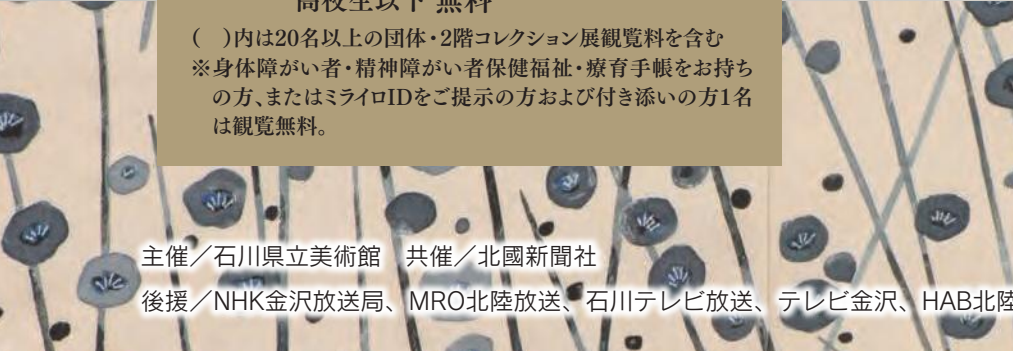 高校生以下 無料
(　)内は20名以上の団体・2階コレクション展観覧料を含む
※身体障がい者・精神障がい者保健福祉・療育手帳をお持ち
の方、またはミライロIDをご提示の方および付き添いの方1名
は観覧無料。
主催／石川県立美術館　共催／北國新聞社
後援／NHK金沢放送局、MRO北陸放送、石川テレビ放送、テレビ金沢、HAB北陸